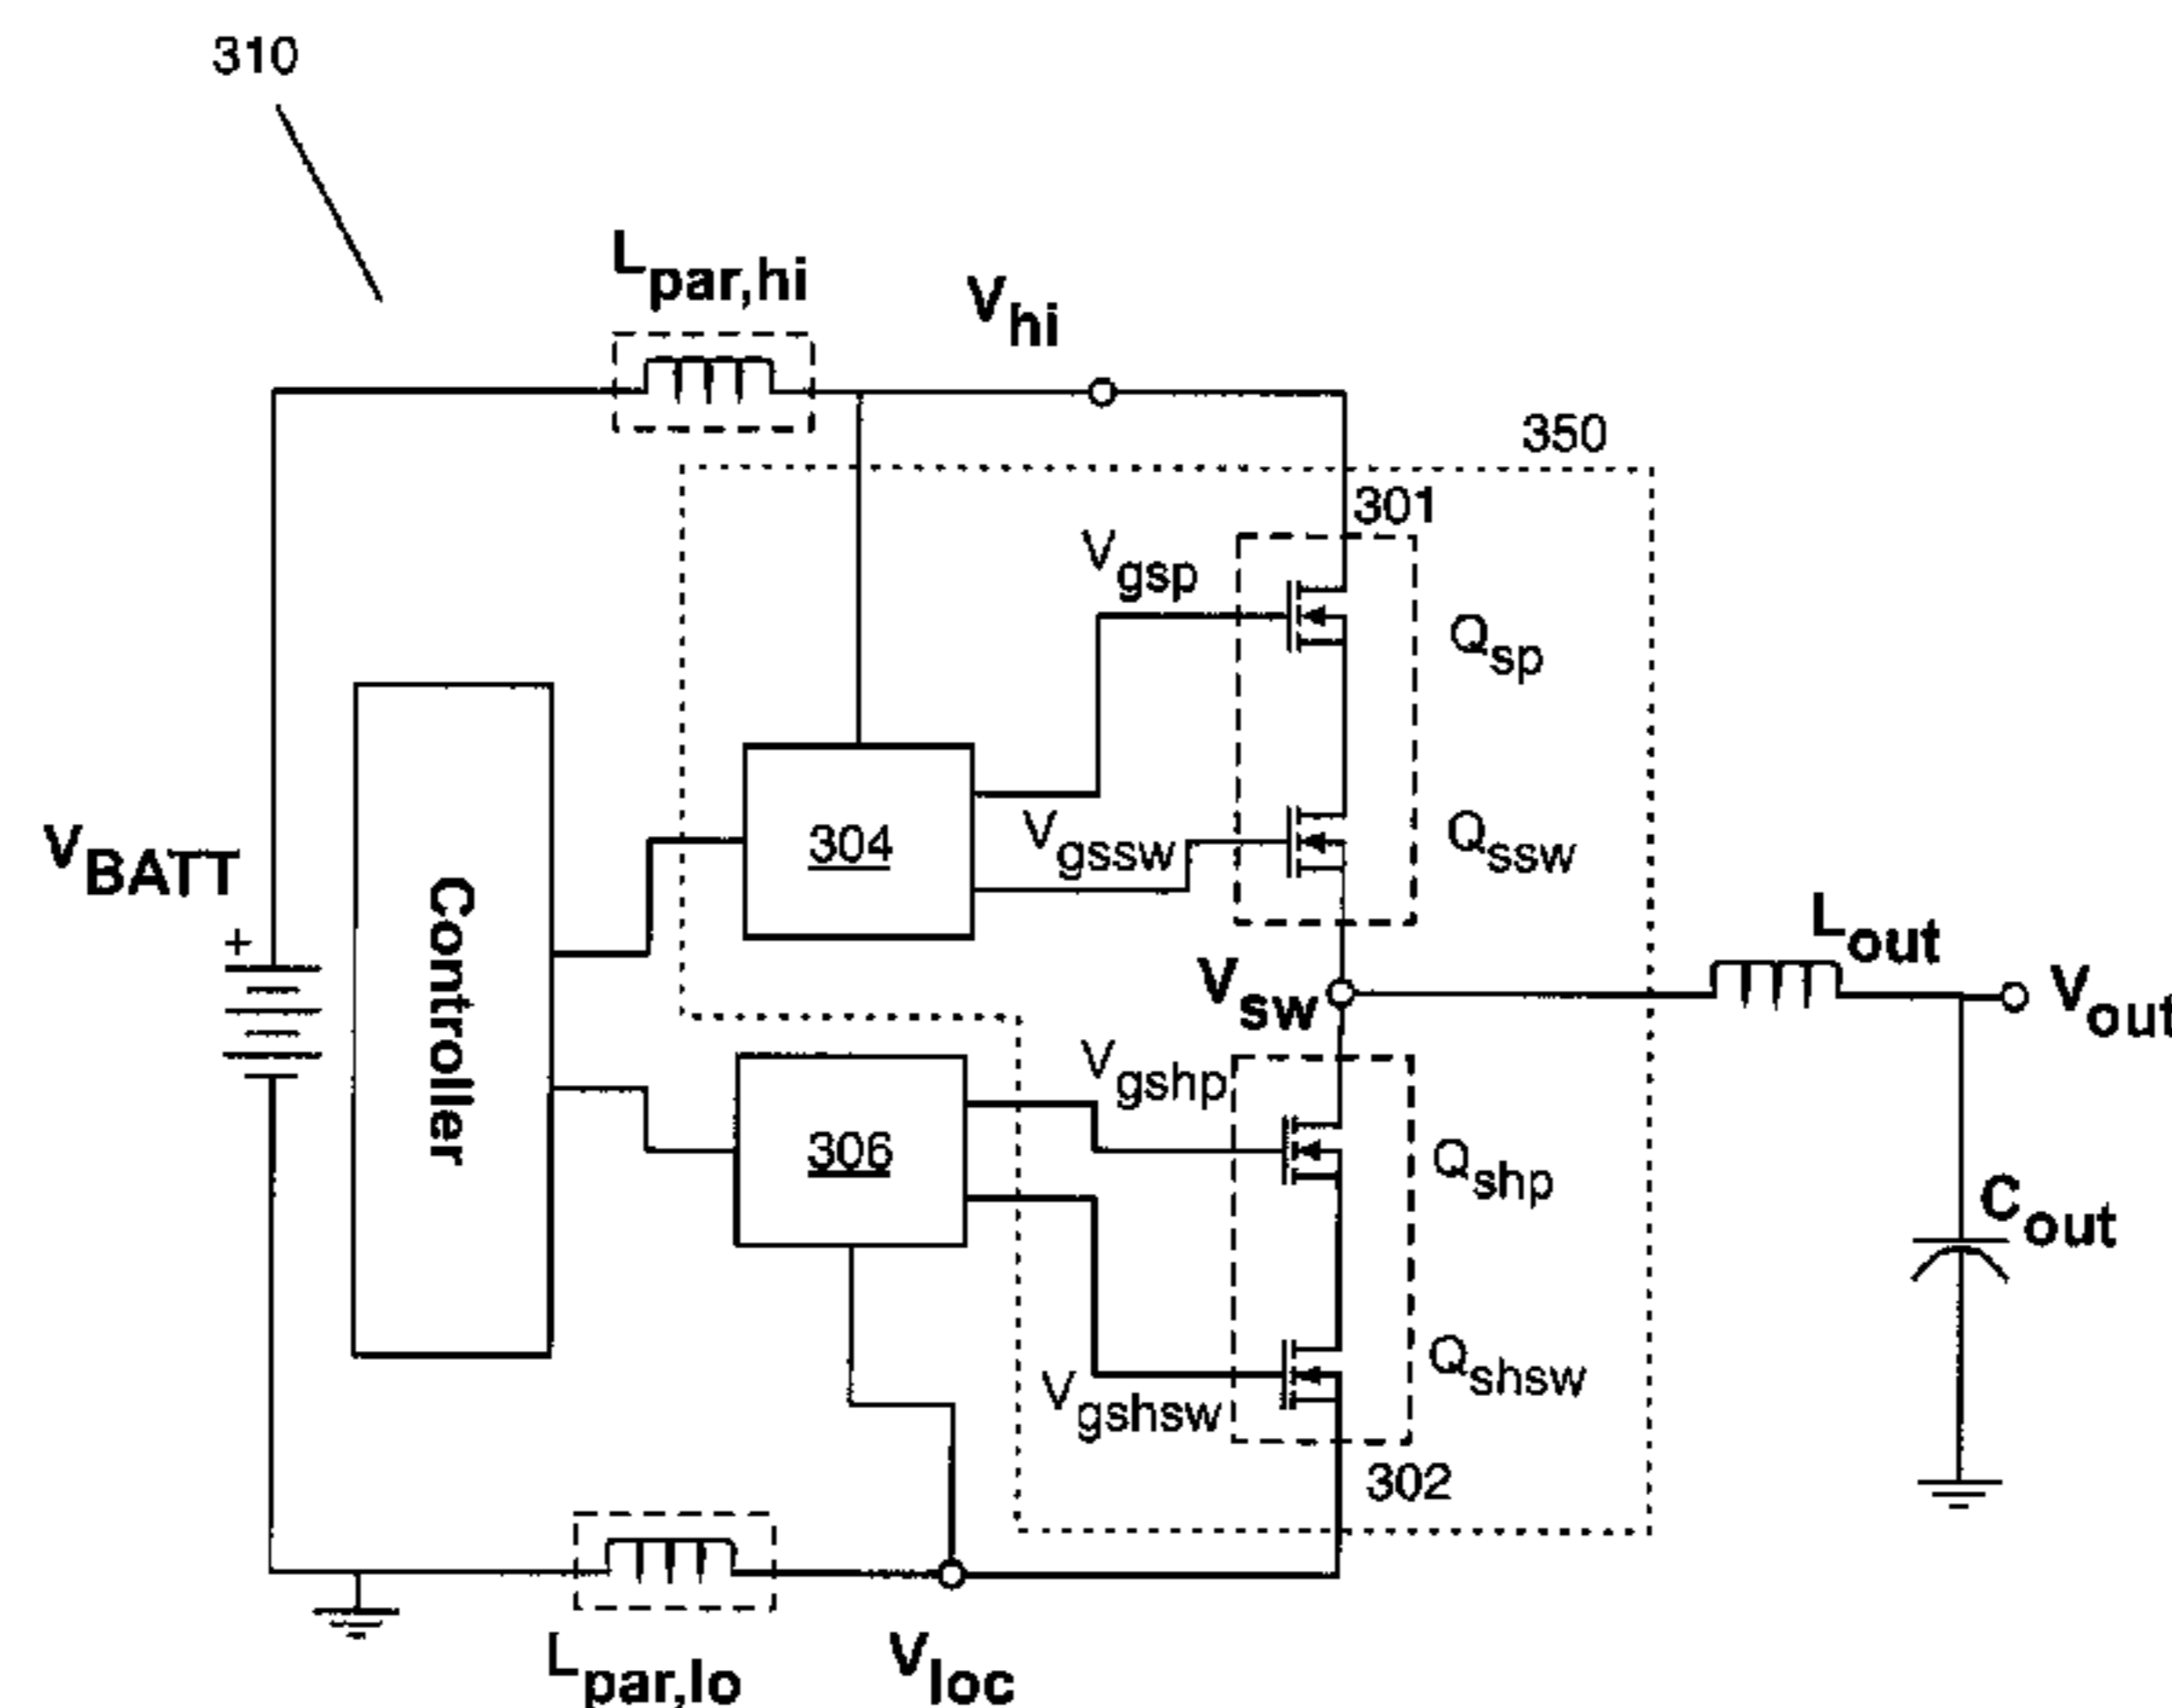 310
Lpar,hi
Vhi
350
301
Vgsp
Qsp
304
Vgssw
Qssw
VBATT
+
Controller
Lout
Vsw
Vout
Vgshp
306
Qshp
Cout
Vgshsw
Qshsw
302
Lpar,lo
Vloc